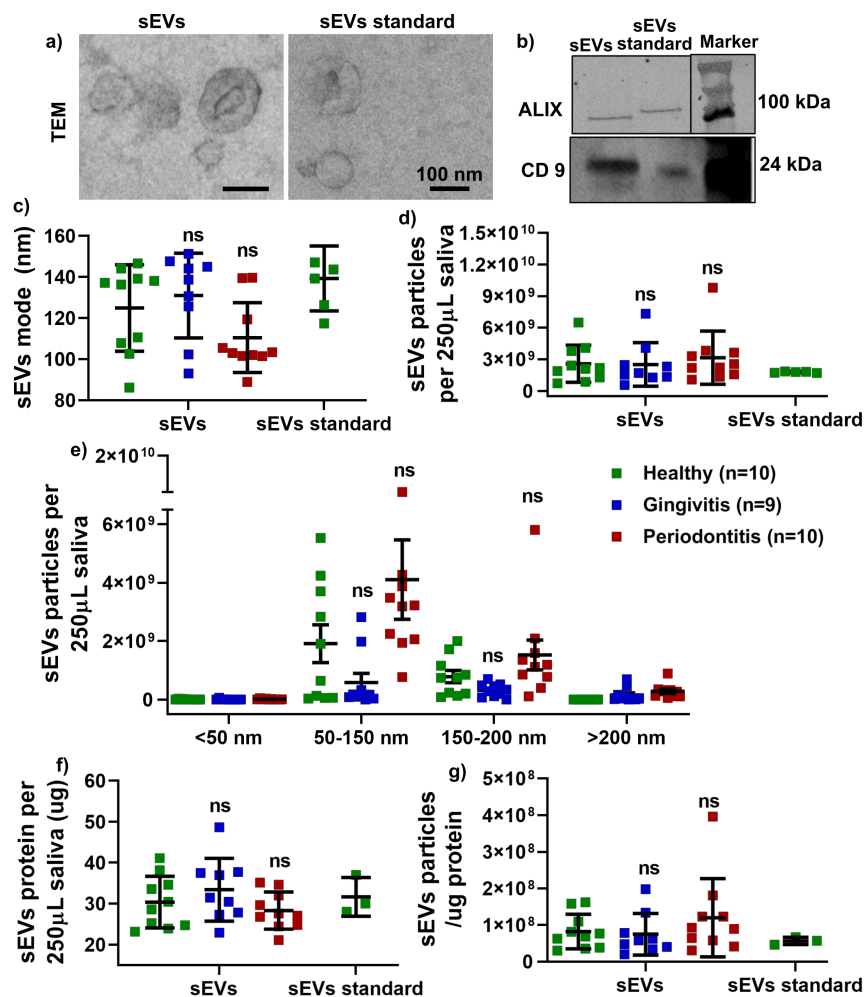 sEVs
sEVs standard
a)
TEM
100 nm
b)
sEVs
sEVs
standard
Marker
ALIX
100 kDa
CD 9
24 kDa
c)
sEVs mode (nm)
160
140
120
100
80
ns
ns
sEVs
sEVs standard
d)
sEVs particles
per 250μL saliva
1.5×10¹⁰
1.2×10¹⁰
9×10⁹
6×10⁹
3×10⁹
0
ns
ns
sEVs
sEVs standard
e)
sEVs particles per
250μL saliva
2×10¹⁰
6×10⁹
4×10⁹
2×10⁹
0
ns
ns
ns
ns
<50 nm
50-150 nm
150-200 nm
>200 nm
Healthy (n=10)
Gingivitis (n=9)
Periodontitis (n=10)
f)
sEVs protein per
250μL saliva (ug)
60
50
40
30
20
ns
ns
sEVs
sEVs standard
g)
sEVs particles
/ug protein
5×10⁸
4×10⁸
3×10⁸
2×10⁸
1×10⁸
0
ns
ns
sEVs
sEVs standard